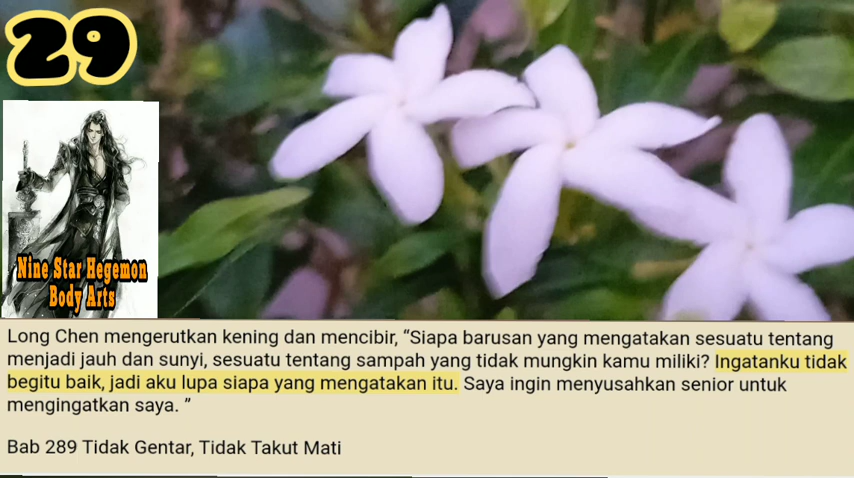 29
Nine Star Hegemon
Body Arts
Long Chen mengerutkan kening dan mencibir, “Siapa barusan yang mengatakan sesuatu tentang
menjadi jauh dan sunyi, sesuatu tentang sampah yang tidak mungkin kamu miliki? Ingatanku tidak
begitu baik, jadi aku lupa siapa yang mengatakan itu. Saya ingin menyusahkan senior untuk
mengingatkan saya. ”
Bab 289 Tidak Gentar, Tidak Takut Mati